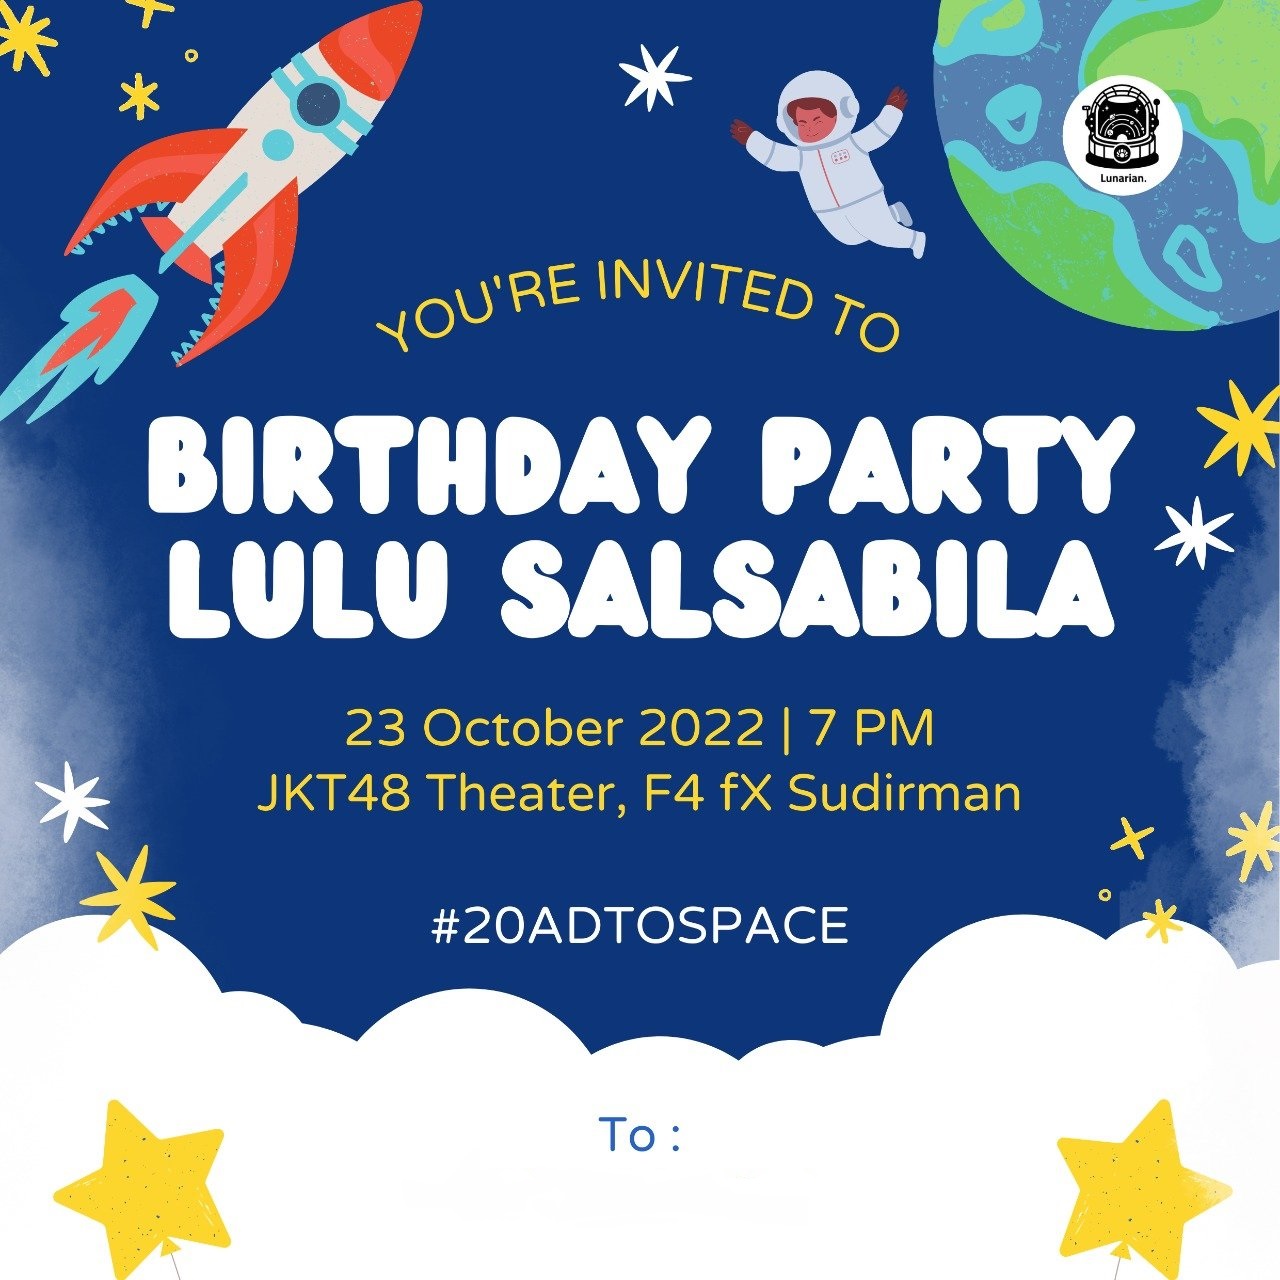 Lunarian.
YOU'RE INVITED TO
BIRTHDAY PARTY
LULU SALSABILA
23 October 2022 | 7 PM
JKT48 Theater, F4 fX Sudirman
#20ADTOSPACE
To :